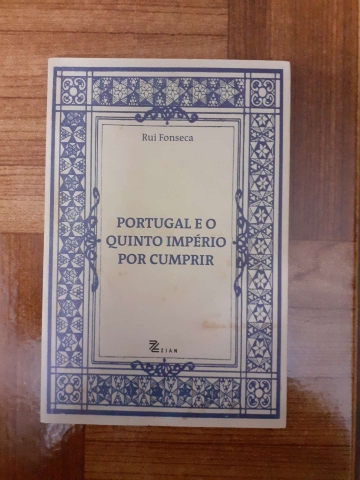 Rui Fonseca
PORTUGAL E O
QUINTO IMPÉRIO
POR CUMPRIR
ZIAN